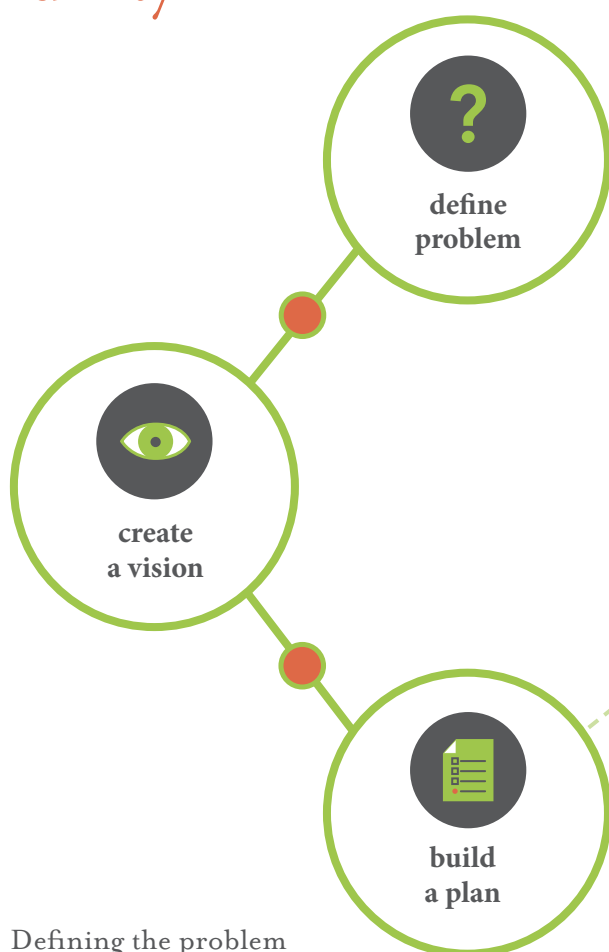 ?
define
problem
create
a vision
build
a plan
Defining the problem